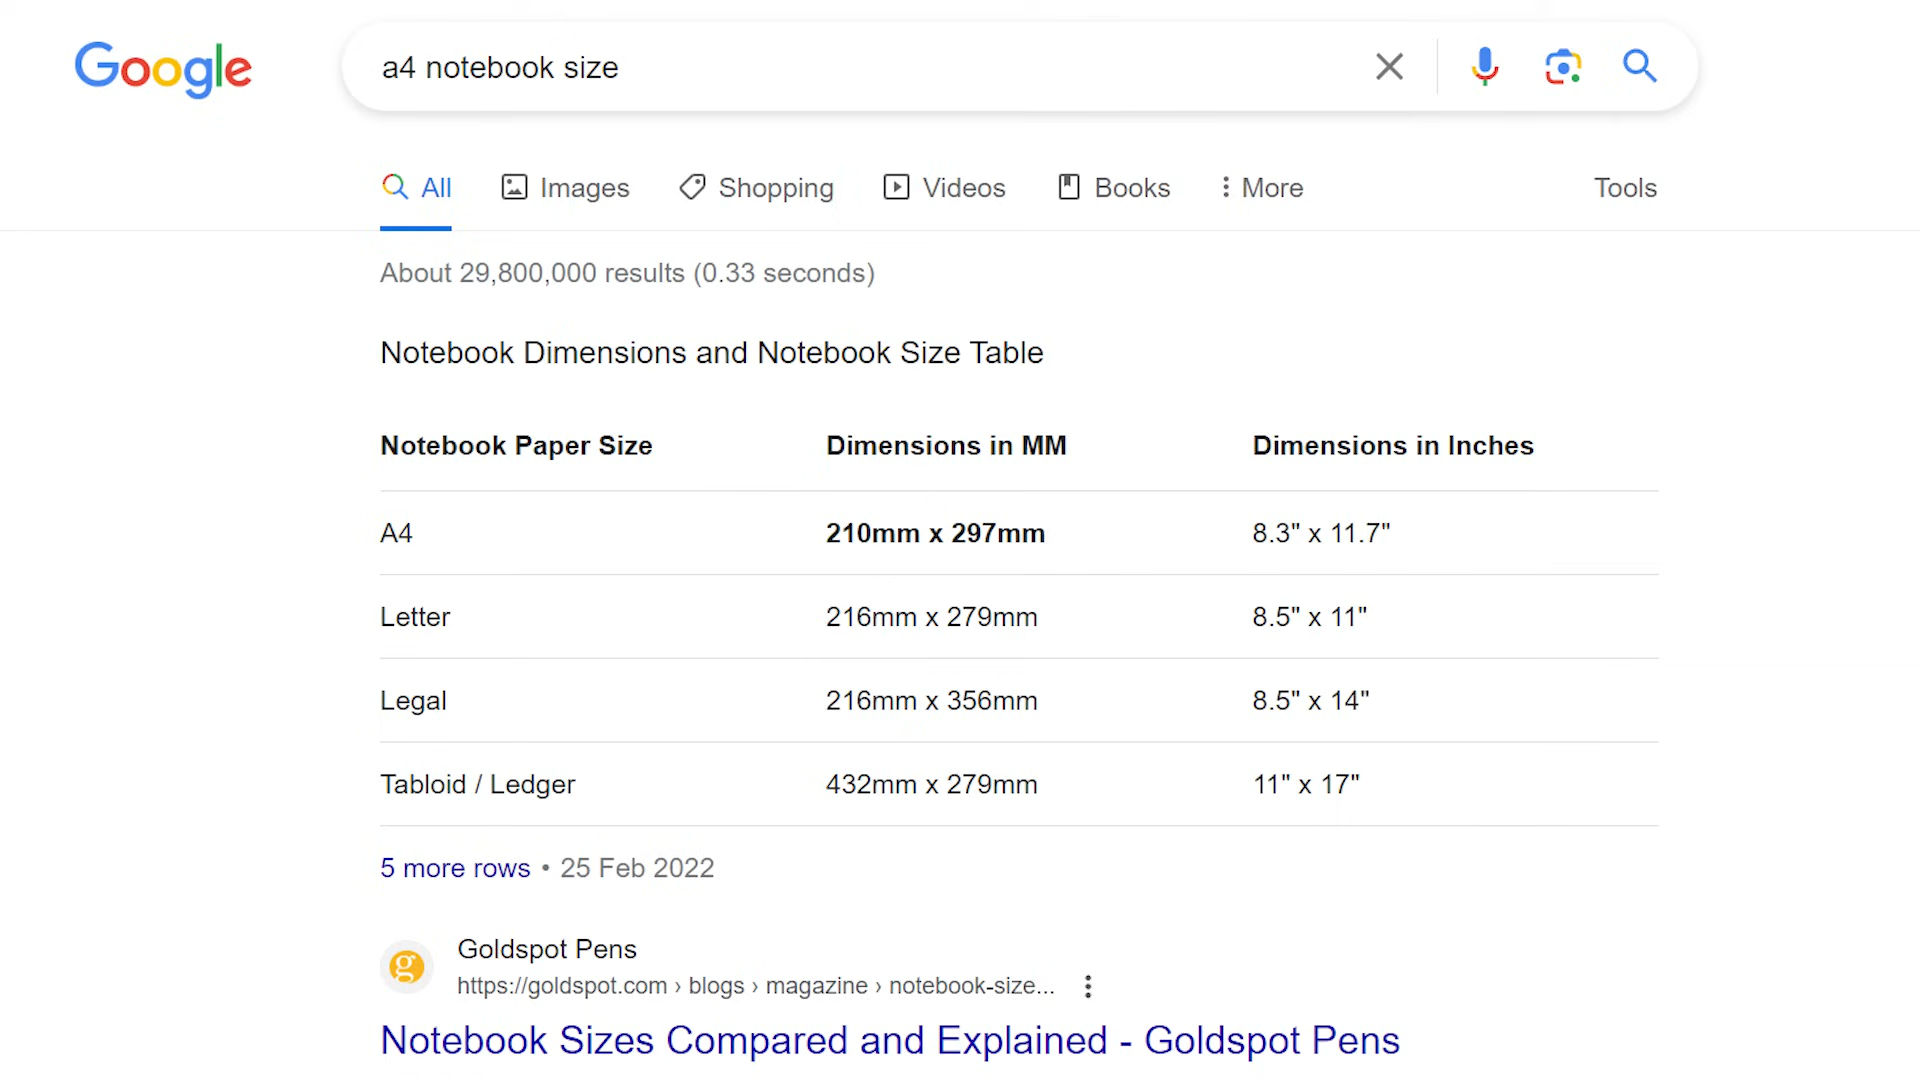 Google
a4 notebook size
All Images Shopping Videos Books More Tools
About 29,800,000 results (0.33 seconds)
Notebook Dimensions and Notebook Size Table
Notebook Paper Size Dimensions in MM Dimensions in Inches
A4 210mm x 297mm 8.3" x 11.7"
Letter 216mm x 279mm 8.5" x 11"
Legal 216mm x 356mm 8.5" x 14"
Tabloid / Ledger 432mm x 279mm 11" x 17"
5 more rows • 25 Feb 2022
g
Goldspot Pens
https://goldspot.com › blogs › magazine › notebook-size...
Notebook Sizes Compared and Explained - Goldspot Pens